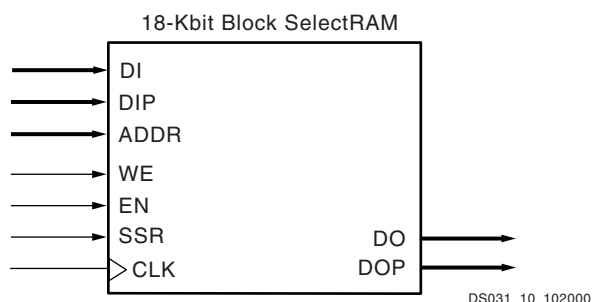 18-Kbit Block SelectRAM
DI
DIP
ADDR
WE
EN
SSR
CLK
DO
DOP
DS031_10_102000